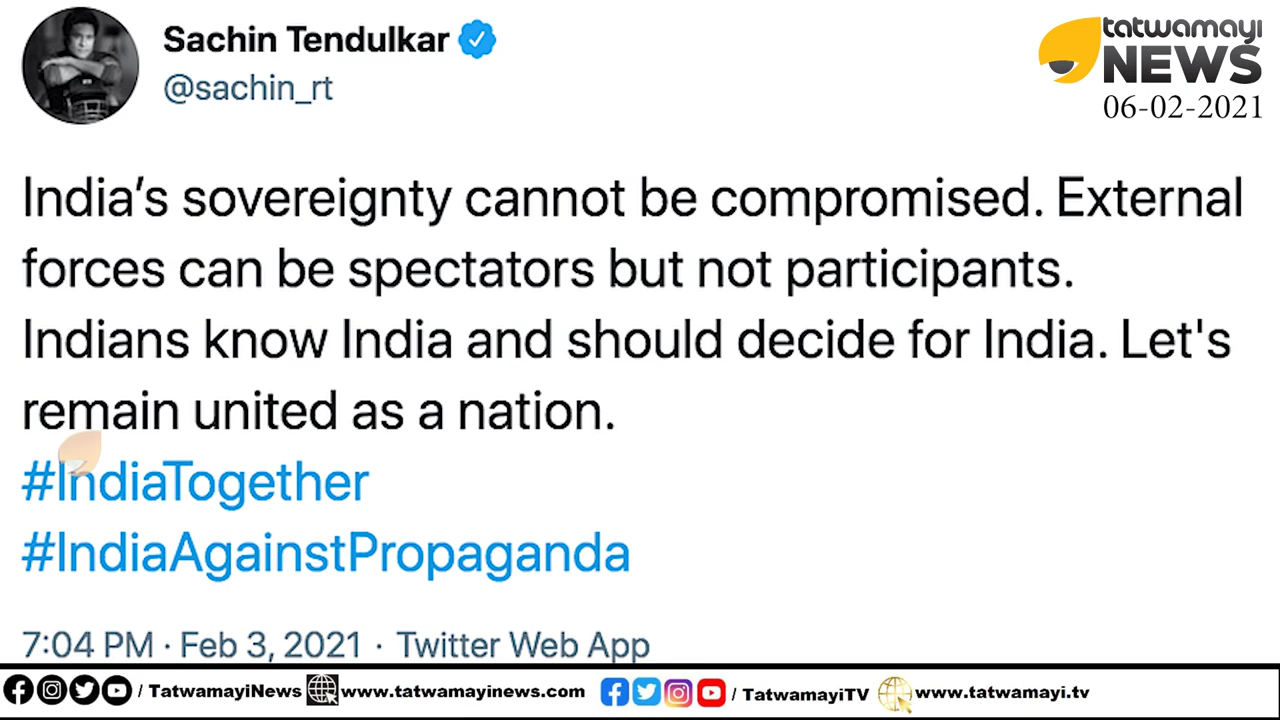 Sachin Tendulkar
@sachin_rt
tatwamayi
NEWS
06-02-2021
India’s sovereignty cannot be compromised. External
forces can be spectators but not participants.
Indians know India and should decide for India. Let's
remain united as a nation.
#IndiaTogether
#IndiaAgainstPropaganda
7:04 PM · Feb 3, 2021 · Twitter Web App
/ TatwamayiNews www.tatwamayinews.com / TatwamayiTV www.tatwamayi.tv